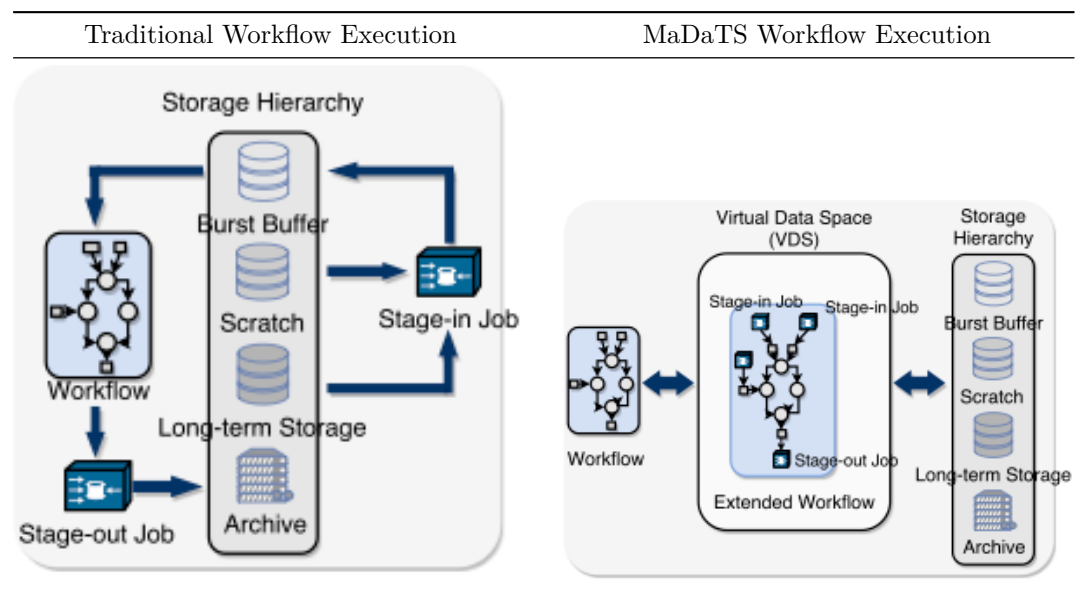 Traditional Workflow Execution
MaDaTS Workflow Execution
Storage Hierarchy
Burst Buffer
Scratch
Stage-in Job
Workflow
Long-term Storage
Stage-out Job
Archive
Virtual Data Space
(VDS)
Storage
Hierarchy
Stage-in Job
Stage-in Job
Burst Buffer
Scratch
Workflow
Stage-out Job
Long-term Storage
Extended Workflow
Archive